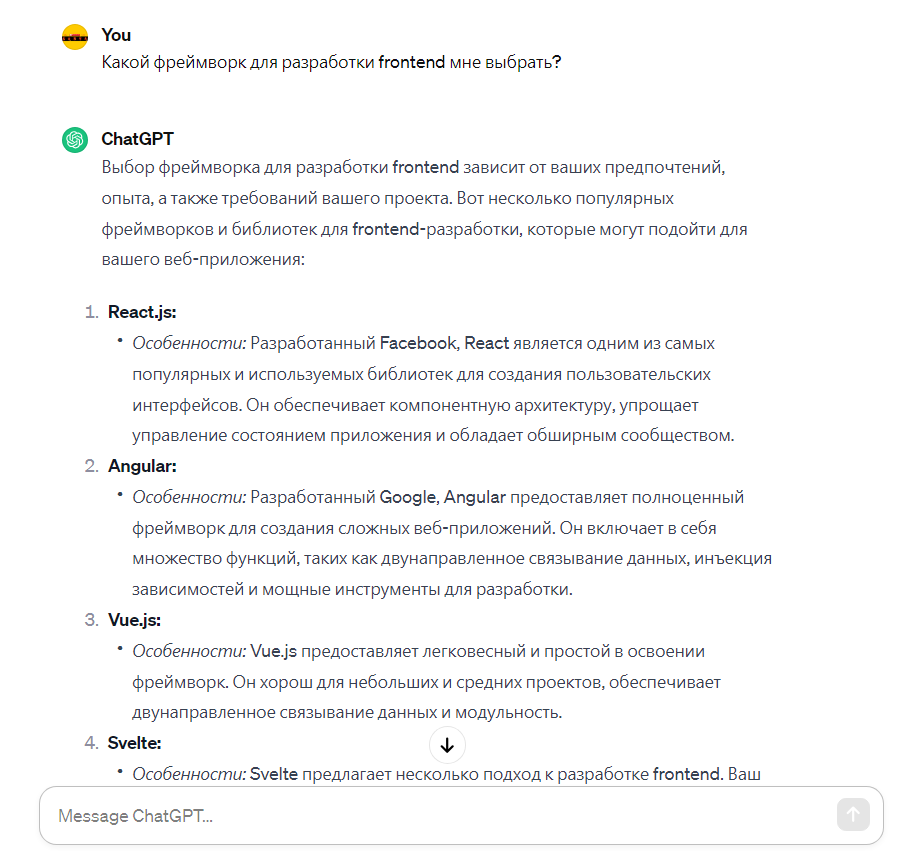 You
Какой фреймворк для разработки frontend мне выбрать?
ChatGPT
Выбор фреймворка для разработки frontend зависит от ваших предпочтений,
опыта, а также требований вашего проекта. Вот несколько популярных
фреймворков и библиотек для frontend-разработки, которые могут подойти для
вашего веб-приложения:
1. React.js:
• Особенности: Разработанный Facebook, React является одним из самых
популярных и используемых библиотек для создания пользовательских
интерфейсов. Он обеспечивает компонентную архитектуру, упрощает
управление состоянием приложения и обладает обширным сообществом.
2. Angular:
• Особенности: Разработанный Google, Angular предоставляет полноценный
фреймворк для создания сложных веб-приложений. Он включает в себя
множество функций, таких как двунаправленное связывание данных, инъекция
зависимостей и мощные инструменты для разработки.
3. Vue.js:
• Особенности: Vue.js предоставляет легковесный и простой в освоении
фреймворк. Он хорош для небольших и средних проектов, обеспечивает
двунаправленное связывание данных и модульность.
4. Svelte:
• Особенности: Svelte предлагает несколько подход к разработке frontend. Ваш
Message ChatGPT...